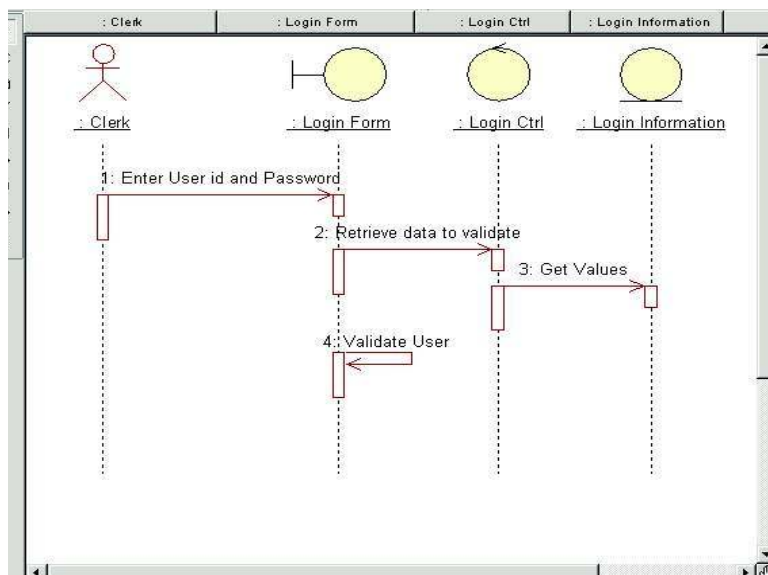 : Clerk : Login Form : Login Ctrl : Login Information
: Clerk : Login Form : Login Ctrl : Login Information
1: Enter User id and Password
2: Retrieve data to validate
3: Get Values
4: Validate User